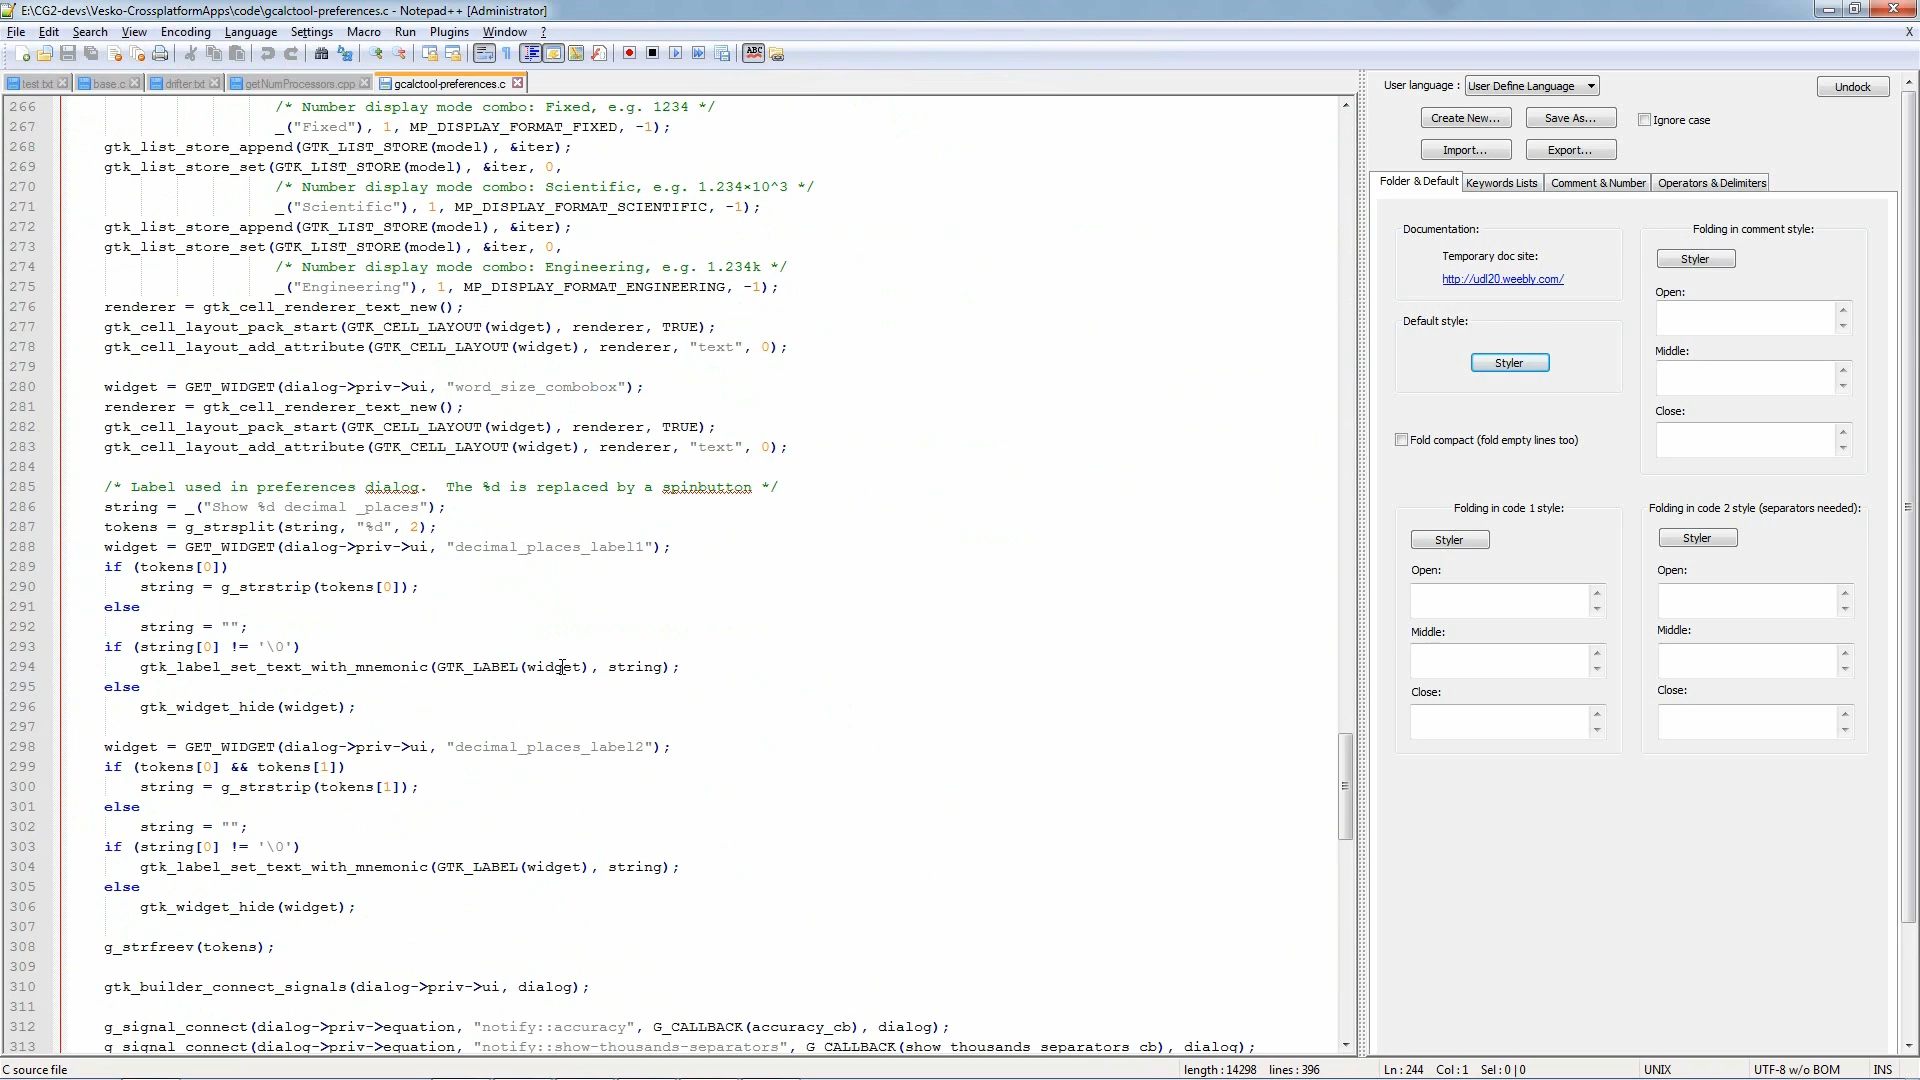 E:\CG2-devs\Vesko-CrossplatformApps\code\gcalctool-preferences.c - Notepad++ [Administrator]
File Edit Search View Encoding Language Settings Macro Run Plugins Window ? X
ABC
test.txt base.c drifter.txt getNumProcessors.cpp gcalctool-preferences.c
266 /* Number display mode combo: Fixed, e.g. 1234 */
267 _("Fixed"), 1, MP_DISPLAY_FORMAT_FIXED, -1);
268 gtk_list_store_append(GTK_LIST_STORE(model), &iter);
269 gtk_list_store_set(GTK_LIST_STORE(model), &iter, 0,
270 /* Number display mode combo: Scientific, e.g. 1.234×10^3 */
271 _("Scientific"), 1, MP_DISPLAY_FORMAT_SCIENTIFIC, -1);
272 gtk_list_store_append(GTK_LIST_STORE(model), &iter);
273 gtk_list_store_set(GTK_LIST_STORE(model), &iter, 0,
274 /* Number display mode combo: Engineering, e.g. 1.234k */
275 _("Engineering"), 1, MP_DISPLAY_FORMAT_ENGINEERING, -1);
276 renderer = gtk_cell_renderer_text_new();
277 gtk_cell_layout_pack_start(GTK_CELL_LAYOUT(widget), renderer, TRUE);
278 gtk_cell_layout_add_attribute(GTK_CELL_LAYOUT(widget), renderer, "text", 0);
279
280 widget = GET_WIDGET(dialog->priv->ui, "word_size_combobox");
281 renderer = gtk_cell_renderer_text_new();
282 gtk_cell_layout_pack_start(GTK_CELL_LAYOUT(widget), renderer, TRUE);
283 gtk_cell_layout_add_attribute(GTK_CELL_LAYOUT(widget), renderer, "text", 0);
284
285 /* Label used in preferences dialog.  The %d is replaced by a spinbutton */
286 string = _("Show %d decimal _places");
287 tokens = g_strsplit(string, "%d", 2);
288 widget = GET_WIDGET(dialog->priv->ui, "decimal_places_label1");
289 if (tokens[0])
290 string = g_strstrip(tokens[0]);
291 else
292 string = "";
293 if (string[0] != '\0')
294 gtk_label_set_text_with_mnemonic(GTK_LABEL(widget), string);
295 else
296 gtk_widget_hide(widget);
297
298 widget = GET_WIDGET(dialog->priv->ui, "decimal_places_label2");
299 if (tokens[0] && tokens[1])
300 string = g_strstrip(tokens[1]);
301 else
302 string = "";
303 if (string[0] != '\0')
304 gtk_label_set_text_with_mnemonic(GTK_LABEL(widget), string);
305 else
306 gtk_widget_hide(widget);
307
308 g_strfreev(tokens);
309
310 gtk_builder_connect_signals(dialog->priv->ui, dialog);
311
312 g_signal_connect(dialog->priv->equation, "notify::accuracy", G_CALLBACK(accuracy_cb), dialog);
313 g_signal_connect(dialog->priv->equation, "notify::show-thousands-separators", G_CALLBACK(show_thousands_separators_cb), dialog);
User language : User Define Language Undock
Create New... Save As... Ignore case
Import... Export...
Folder & Default Keywords Lists Comment & Number Operators & Delimiters
Documentation:
Temporary doc site:
http://udl20.weebly.com/
Default style:
Styler
Fold compact (fold empty lines too)
Folding in comment style:
Styler
Open:
Middle:
Close:
Folding in code 1 style:
Styler
Open:
Middle:
Close:
Folding in code 2 style (separators needed):
Styler
Open:
Middle:
Close:
C source file length : 14298 lines : 396 Ln : 244 Col : 1 Sel : 0 | 0 UNIX UTF-8 w/o BOM INS